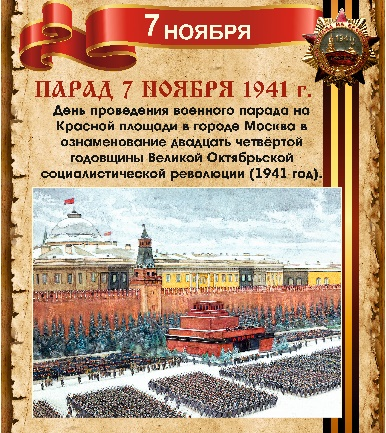 7 НОЯБРЯ
ПАРАД 7 НОЯБРЯ 1941 г.
День проведения военного парада на
Красной площади в городе Москва в
ознаменование двадцать четвёртой
годовщины Великой Октябрьской
социалистической революции (1941 год).